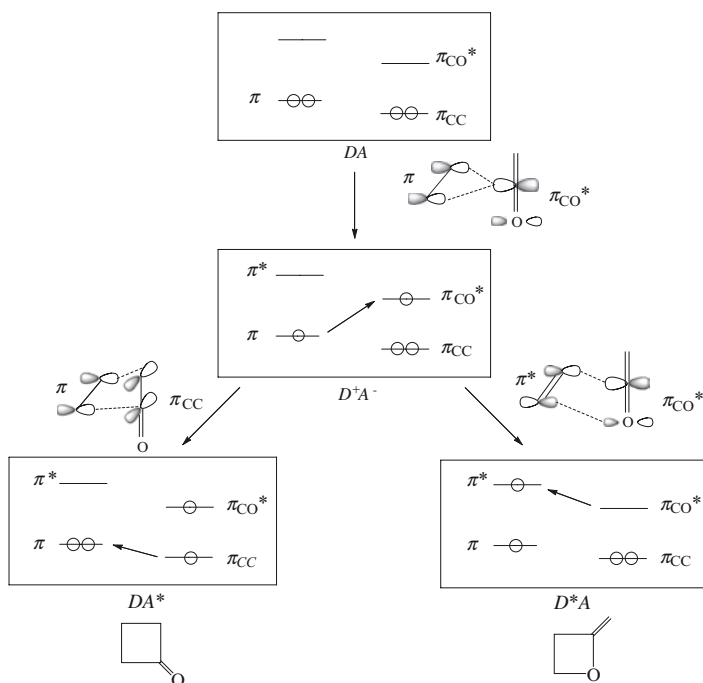 π π_CO*
π_CC
DA
π π_CO*
O
π* π_CO*
π π_CC
D⁺A⁻
π π_CC
O
π* π_CO*
O
π* π_CO*
π π_CC
DA*
O
π* π_CO*
π π_CC
D*A
O